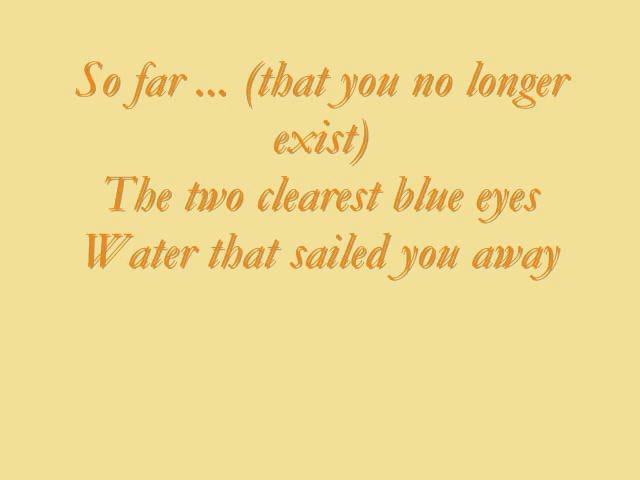 So far ... (that you no longer
exist)
The two clearest blue eyes
Water that sailed you away